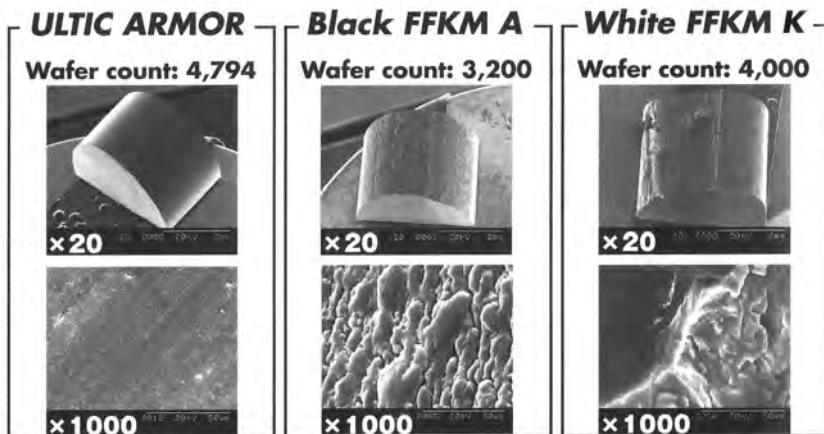 ULTIC ARMOR
Wafer count: 4,794
×20
×1000
Black FFKM A
Wafer count: 3,200
×20
×1000
White FFKM K
Wafer count: 4,000
×20
×1000